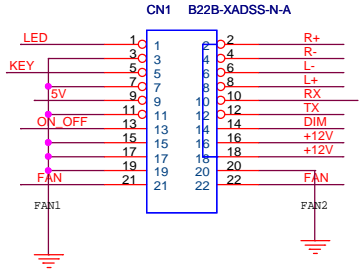 CN1 B22B-XADSS-N-A
LED 1 1 2 2 R+
3 3 4 4 R-
KEY 5 5 6 6 L-
7 7 8 8 L+
5V 9 9 10 10 RX
11 11 12 12 TX
ON_OFF 13 13 14 14 DIM
15 15 16 16 +12V
17 17 18 18 +12V
19 19 20 20
FAN 21 21 22 22 FAN
FAN1 FAN2